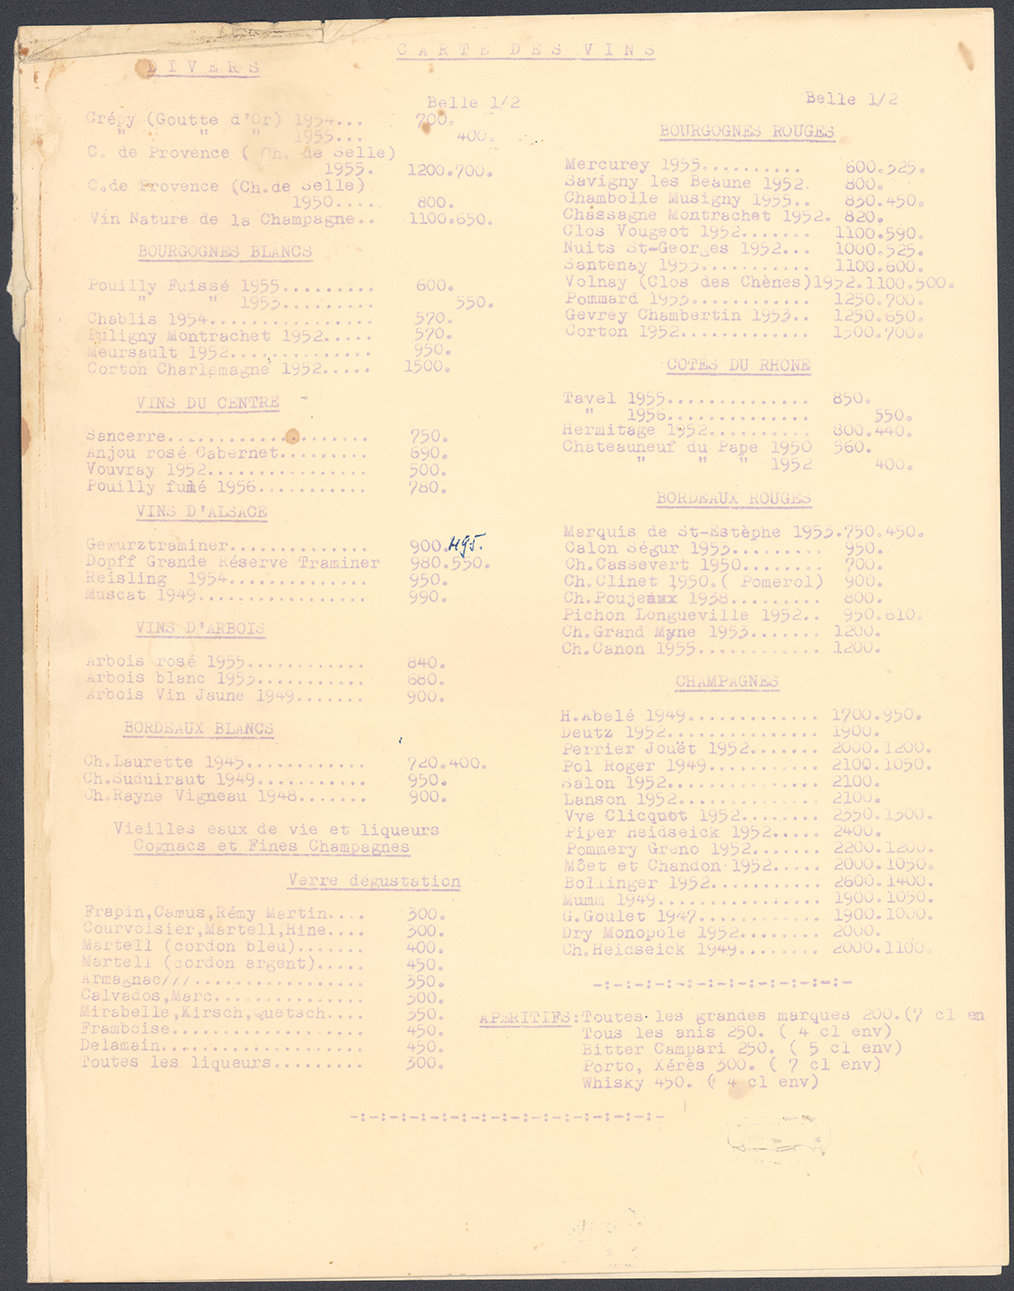 CARTE DES VINS
DIVERS
Belle 1/2
Crépy (Goutte d'Or) 1954... 700.
" " " 1955... 400.
C. de Provence ( Ch. de Selle)
1955. 1200.700.
C.de Provence (Ch.de Selle)
1950..... 800.
Vin Nature de la Champagne.. 1100.650.
BOURGOGNES BLANCS
Pouilly Fuissé 1955......... 600.
" " 1953......... 550.
Chablis 1954................ 570.
Puligny Montrachet 1952..... 570.
Meursault 1952.............. 950.
Corton Charlemagne 1952..... 1500.
VINS DU CENTRE
Sancerre.................... 750.
Anjou rosé Cabernet......... 690.
Vouvray 1952................ 500.
Pouilly fumé 1956........... 780.
VINS D'ALSACE
Gewurztraminer.............. 900.495.
Dopff Grande Réserve Traminer 980.550.
Reisling 1954.............. 950.
Muscat 1949................. 990.
VINS D'ARBOIS
Arbois rosé 1955............ 840.
Arbois blanc 1953........... 680.
Arbois Vin Jaune 1949....... 900.
BORDEAUX BLANCS
Ch.Laurette 1945............ 720.400.
Ch.Suduiraut 1949........... 950.
Ch.Rayne Vigneau 1948....... 900.
Vieilles eaux de vie et liqueurs
Cognacs et Fines Champagnes
Verre degustation
Frapin,Camus,Rémy Martin.... 300.
Courvoisier,Martell,Hine.... 300.
Martell (cordon bleu)....... 400.
Martell (cordon argent)..... 450.
Armagnac///................. 350.
Calvados,Marc............... 300.
Mirabelle,Kirsch,Quetsch.... 350.
Framboise................... 450.
Delamain.................... 450.
Toutes les liqueurs......... 300.
Belle 1/2
BOURGOGNES ROUGES
Mercurey 1955.......... 600.325.
Savigny les Beaune 1952. 800.
Chambolle Musigny 1955.. 850.450.
Chassagne Montrachet 1952. 820.
Clos Vougeot 1952....... 1100.590.
Nuits St-Georges 1952... 1000.525.
Santenay 1953........... 1100.600.
Volnay (Clos des Chènes)1952.1100.500.
Pommard 1953............ 1250.700.
Gevrey Chambertin 1953.. 1250.650.
Corton 1952............. 1300.700.
COTES DU RHONE
Tavel 1955.............. 850.
" 1956.............. 550.
Hermitage 1952.......... 800.440.
Chateauneuf du Pape 1950 560.
" " " 1952 400.
BORDEAUX ROUGES
Marquis de St-Estèphe 1953.750.450.
Calon Ségur 1953......... 950.
Ch.Cassevert 1950........ 700.
Ch.Clinet 1950.( Pomerol) 900.
Ch.Poujeaux 1938......... 800.
Pichon Longueville 1952.. 950.610.
Ch.Grand Mayne 1953....... 1200.
Ch.Canon 1955............ 1200.
CHAMPAGNES
H.Abelé 1949............. 1700.950.
Deutz 1952............... 1900.
Perrier Jouët 1952....... 2000.1200.
Pol Roger 1949........... 2100.1050.
Salon 1952............... 2100.
Lanson 1952.............. 2100.
Vve Clicquot 1952........ 2350.1300.
Piper Heidseick 1952..... 2400.
Pommery Greno 1952....... 2200.1200.
Môet et Chandon 1952..... 2000.1050.
Bollinger 1952........... 2600.1400.
Mumm 1949................ 1900.1050.
G.Goulet 1947............ 1900.1000.
Dry Monopole 1952........ 2000.
Ch.Heidseick 1949........ 2000.1100.
-:-:-:-:-:-:-:-:-:-:-:-
APERITIFS:Toutes les grandes marques 200.(7 cl en
Tous les anis 250. ( 4 cl env)
Bitter Campari 250. ( 5 cl env)
Porto, Xérès 300. ( 7 cl env)
Whisky 450. ( 4 cl env)
-:-:-:-:-:-:-:-:-:-:-:-:-:-:-:-